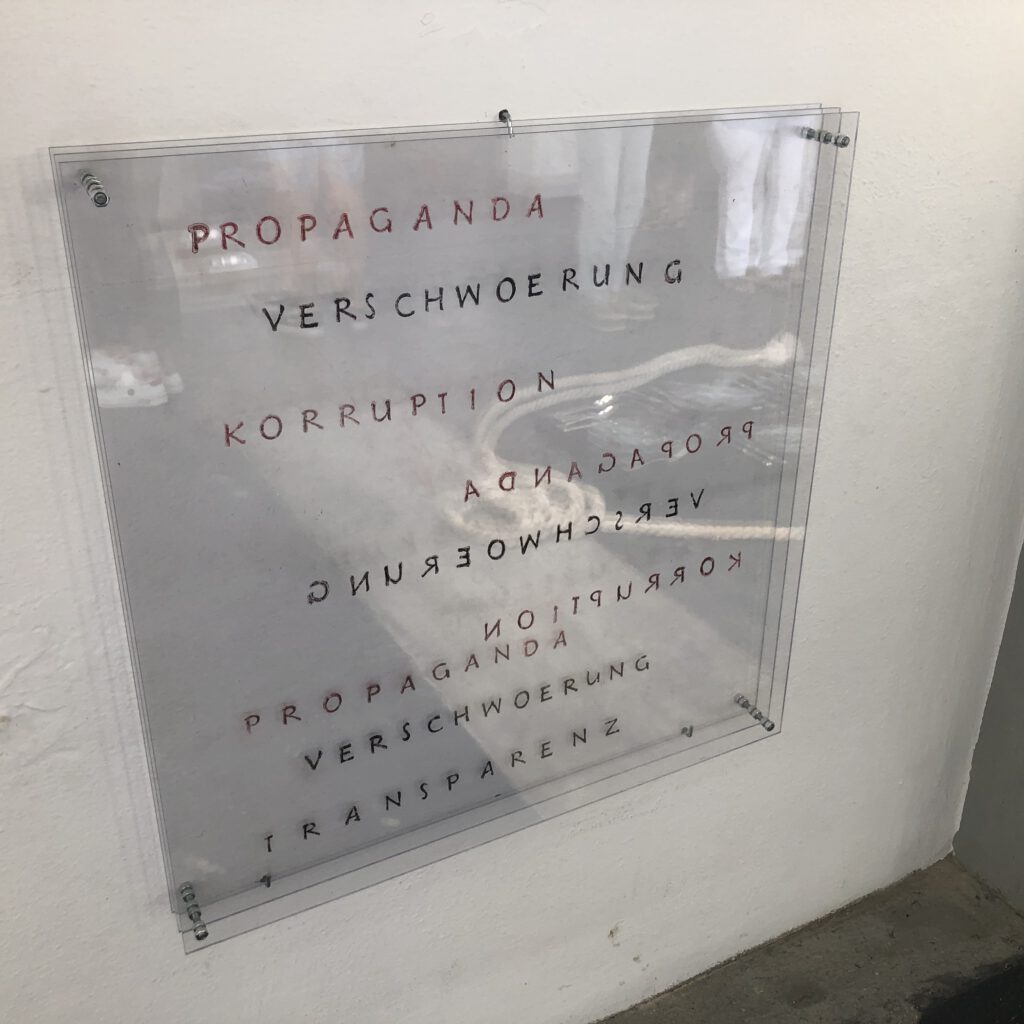 PROPAGANDA
VERSCHWOERUNG
KORRUPTION
PROPAGANDA
VERSCHWOERUNG
KORRUPTION
PROPAGANDA
VERSCHWOERUNG
TRANSPARENZ